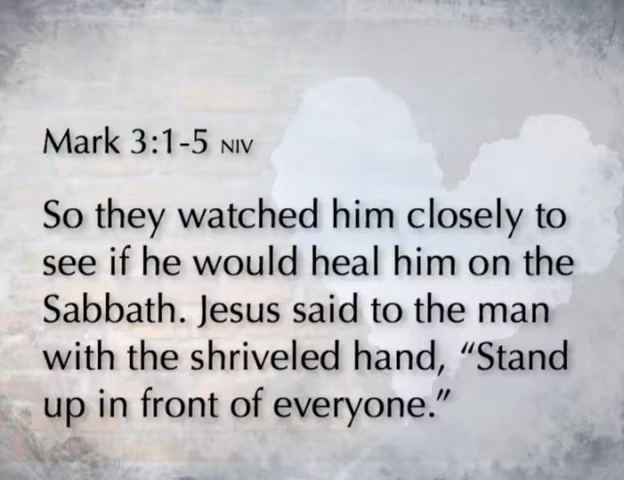 Mark 3:1-5 NIV
So they watched him closely to
see if he would heal him on the
Sabbath. Jesus said to the man
with the shriveled hand, “Stand
up in front of everyone.”